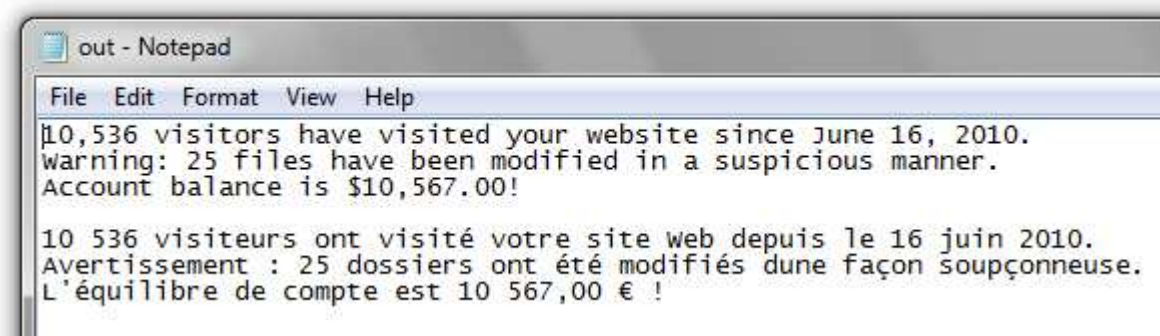 out - Notepad
File Edit Format View Help
10,536 visitors have visited your website since June 16, 2010.
Warning: 25 files have been modified in a suspicious manner.
Account balance is $10,567.00!
10 536 visiteurs ont visité votre site Web depuis le 16 juin 2010.
Avertissement : 25 dossiers ont été modifiés dune façon soupçonneuse.
L'équilibre de compte est 10 567,00 € !